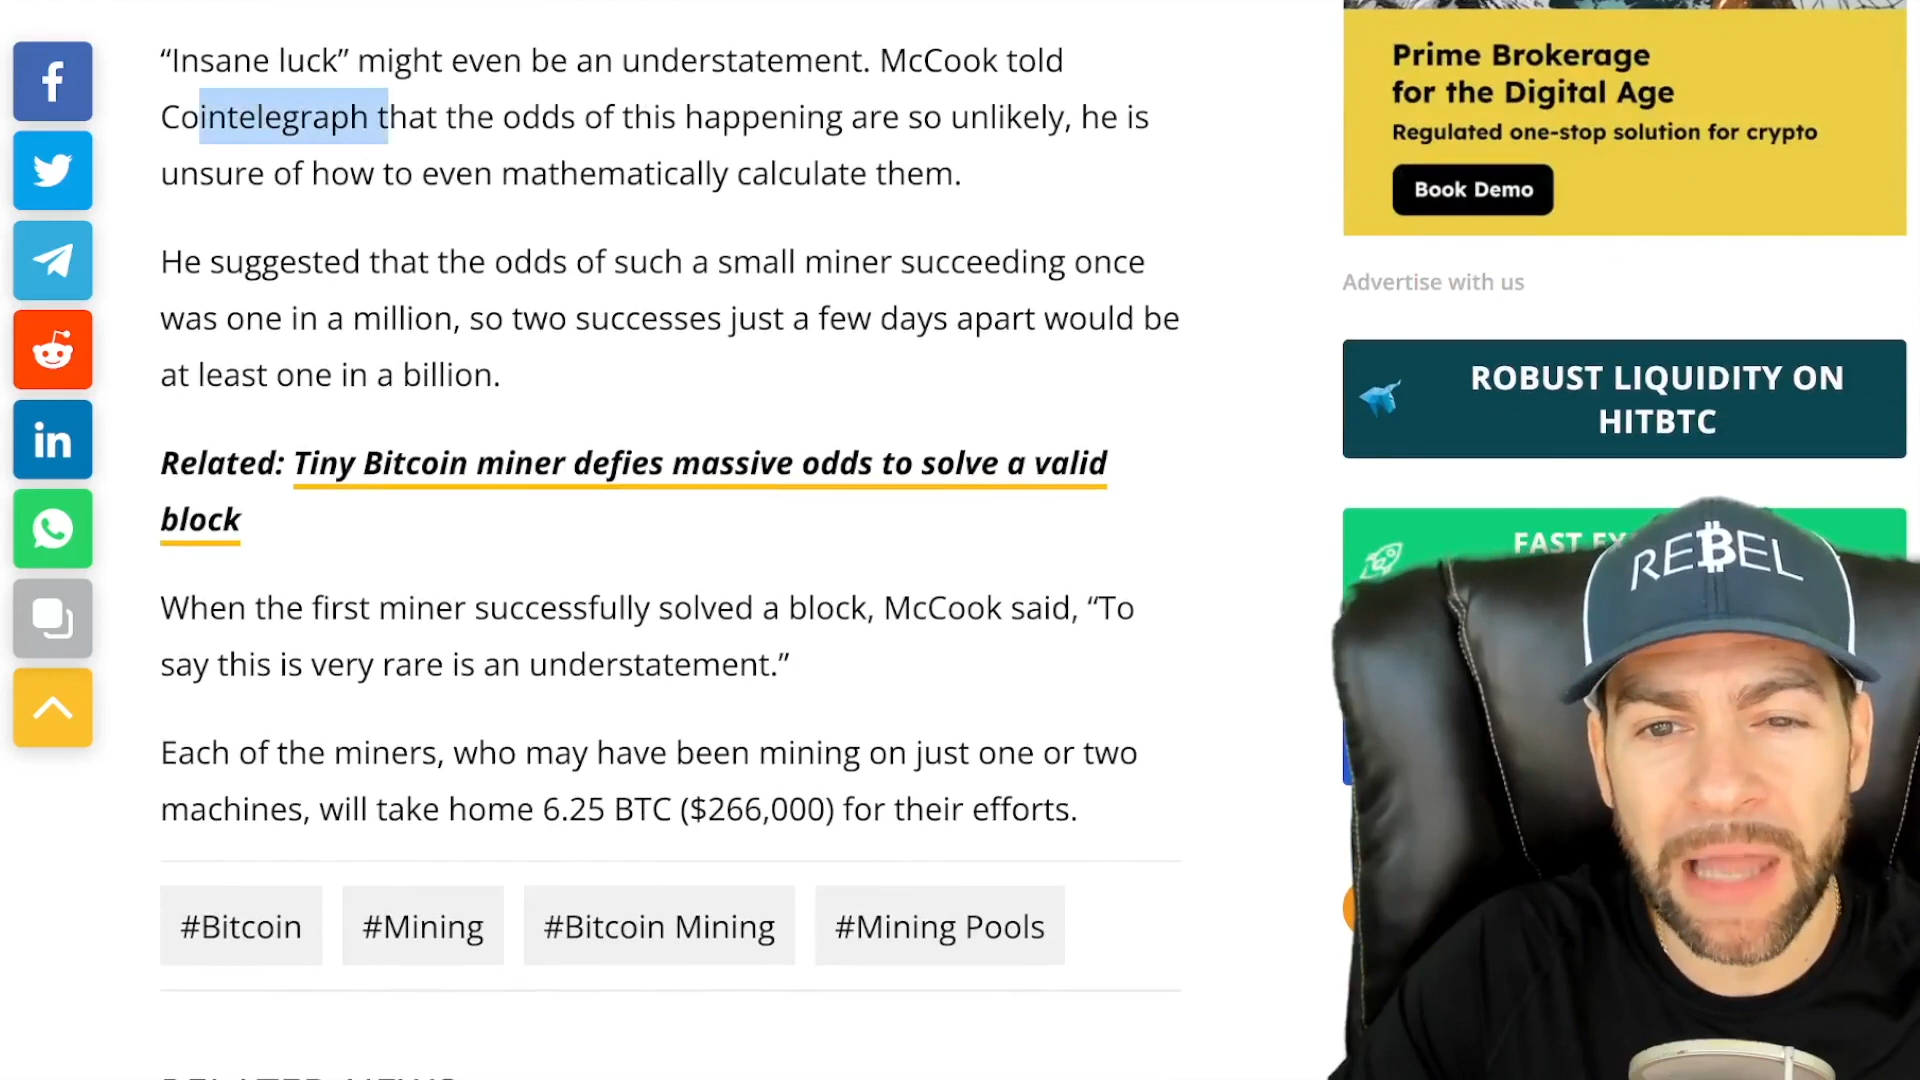 “Insane luck” might even be an understatement. McCook told
Cointelegraph that the odds of this happening are so unlikely, he is
unsure of how to even mathematically calculate them.
He suggested that the odds of such a small miner succeeding once
was one in a million, so two successes just a few days apart would be
at least one in a billion.
Related: Tiny Bitcoin miner defies massive odds to solve a valid
block
When the first miner successfully solved a block, McCook said, “To
say this is very rare is an understatement.”
Each of the miners, who may have been mining on just one or two
machines, will take home 6.25 BTC ($266,000) for their efforts.
#Bitcoin
#Mining
#Bitcoin Mining
#Mining Pools
Prime Brokerage
for the Digital Age
Regulated one-stop solution for crypto
Book Demo
Advertise with us
ROBUST LIQUIDITY ON
HITBTC
FAST
REBEL
in